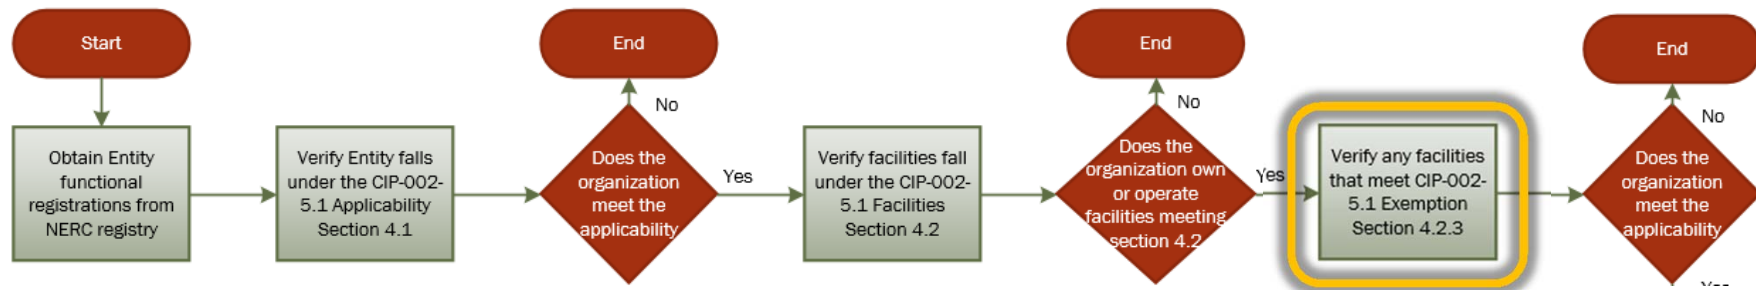 Start
Obtain Entity
functional
registrations from
NERC registry
Verify Entity falls
under the CIP-002-
5.1 Applicability
Section 4.1
End
No
Does the
organization
meet the
applicability
Yes
Verify facilities fall
under the CIP-002-
5.1 Facilities
Section 4.2
End
No
Does the
organization own
or operate
facilities meeting
section 4.2
Yes
Verify any facilities
that meet CIP-002-
5.1 Exemption
Section 4.2.3
End
No
Does the
organization
meet the
applicability